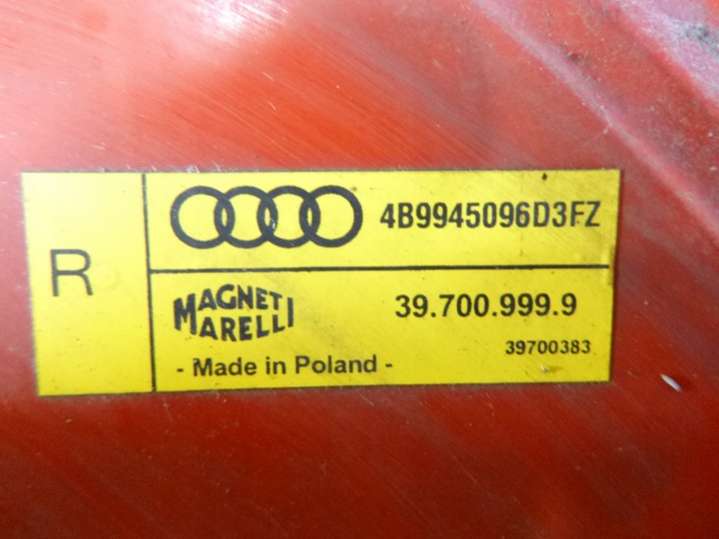 R
4B9945096D3FZ
MAGNETI
MARELLI
39.700.999.9
39700383
- Made in Poland -